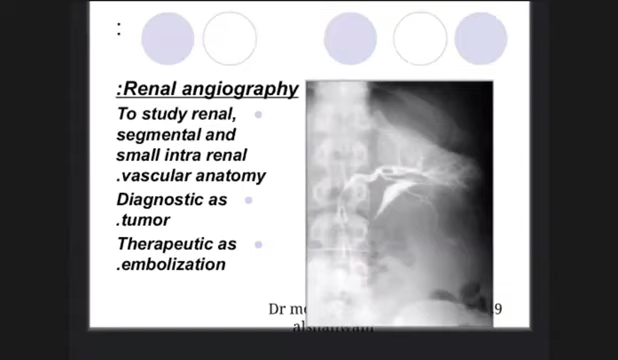 :
:Renal angiography
To study renal,
segmental and
small intra renal
.vascular anatomy
Diagnostic as
.tumor
Therapeutic as
.embolization
Dr